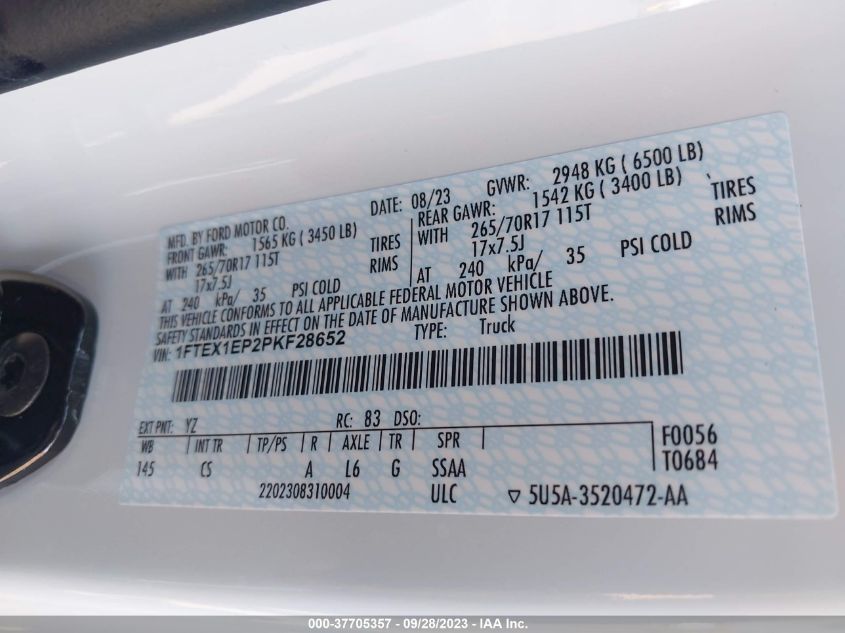 MFD. BY FORD MOTOR CO.
DATE: 08/23 GVWR: 2948 KG ( 6500 LB)
FRONT GAWR: 1565 KG ( 3450 LB)
REAR GAWR: 1542 KG ( 3400 LB)
WITH 265/70R17 115T TIRES
WITH 265/70R17 115T TIRES
17x7.5J RIMS
17x7.5J RIMS
AT 240 kPa/ 35 PSI COLD
AT 240 kPa/ 35 PSI COLD
THIS VEHICLE CONFORMS TO ALL APPLICABLE FEDERAL MOTOR VEHICLE
SAFETY STANDARDS IN EFFECT ON THE DATE OF MANUFACTURE SHOWN ABOVE.
VIN: 1FTEX1EP2PKF28652 TYPE: Truck
EXT PNT: YZ RC: 83 DSO:
WB INT TR TP/PS R AXLE TR SPR F0056
145 CS A L6 G SSAA T0684
2202308310004 ULC ▽ 5U5A-3520472-AA
000-37705357 - 09/28/2023 - IAA Inc.